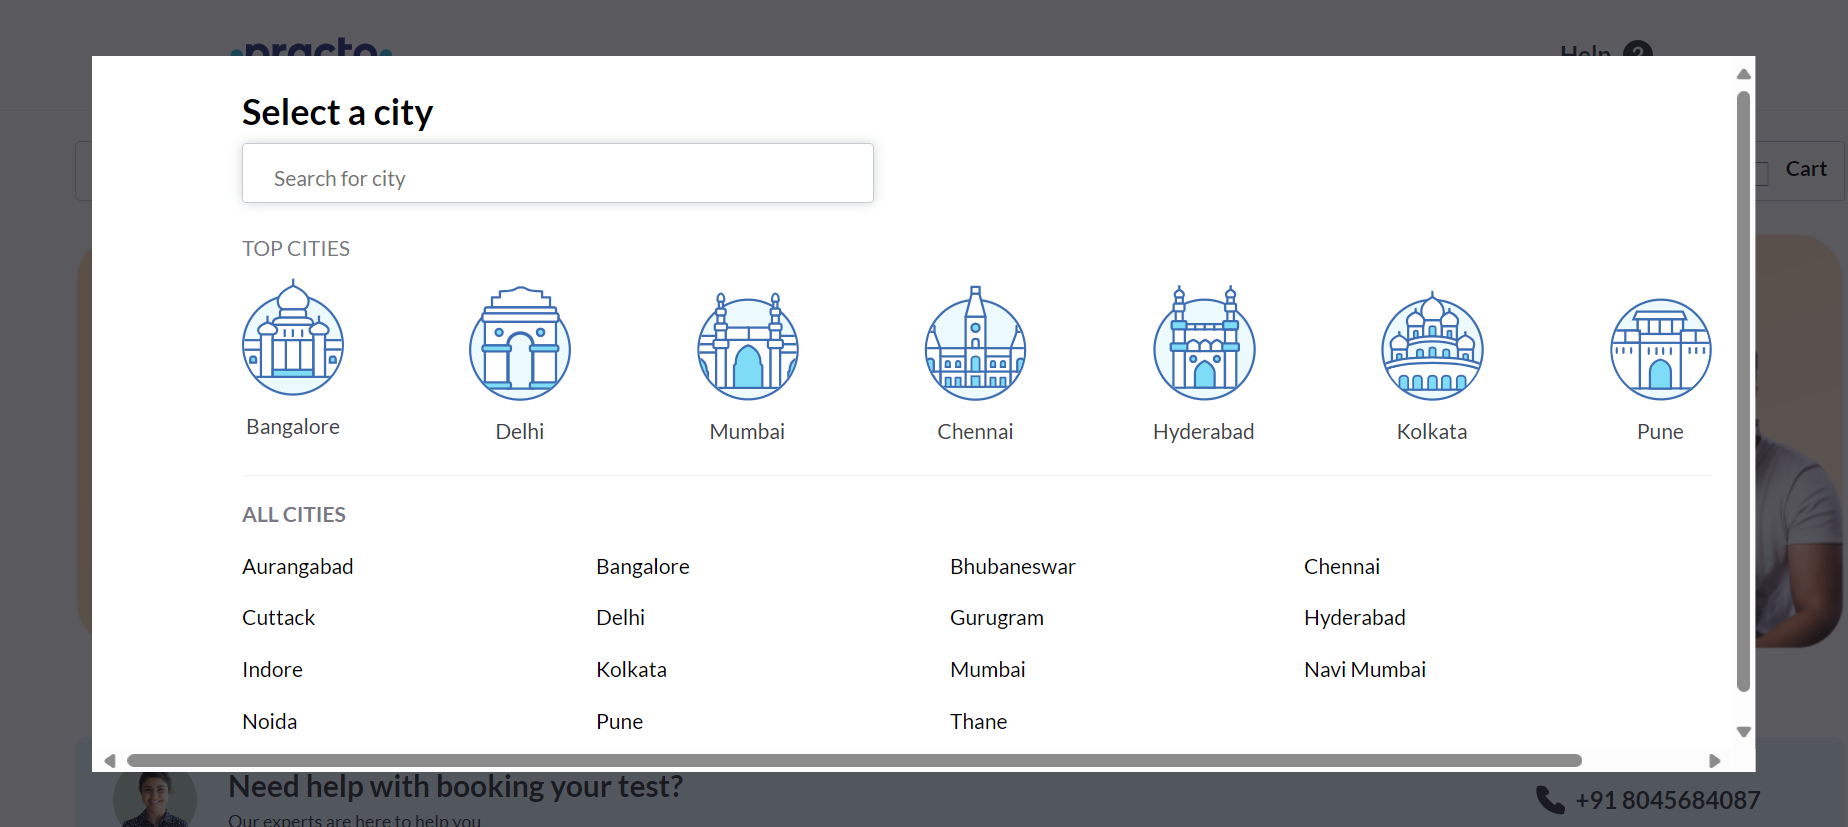 practo
Help ?
Select a city
Search for city
Cart
TOP CITIES
Bangalore Delhi Mumbai Chennai Hyderabad Kolkata Pune
ALL CITIES
Aurangabad Bangalore Bhubaneswar Chennai
Cuttack Delhi Gurugram Hyderabad
Indore Kolkata Mumbai Navi Mumbai
Noida Pune Thane
Need help with booking your test?
Our experts are here to help you
+91 8045684087